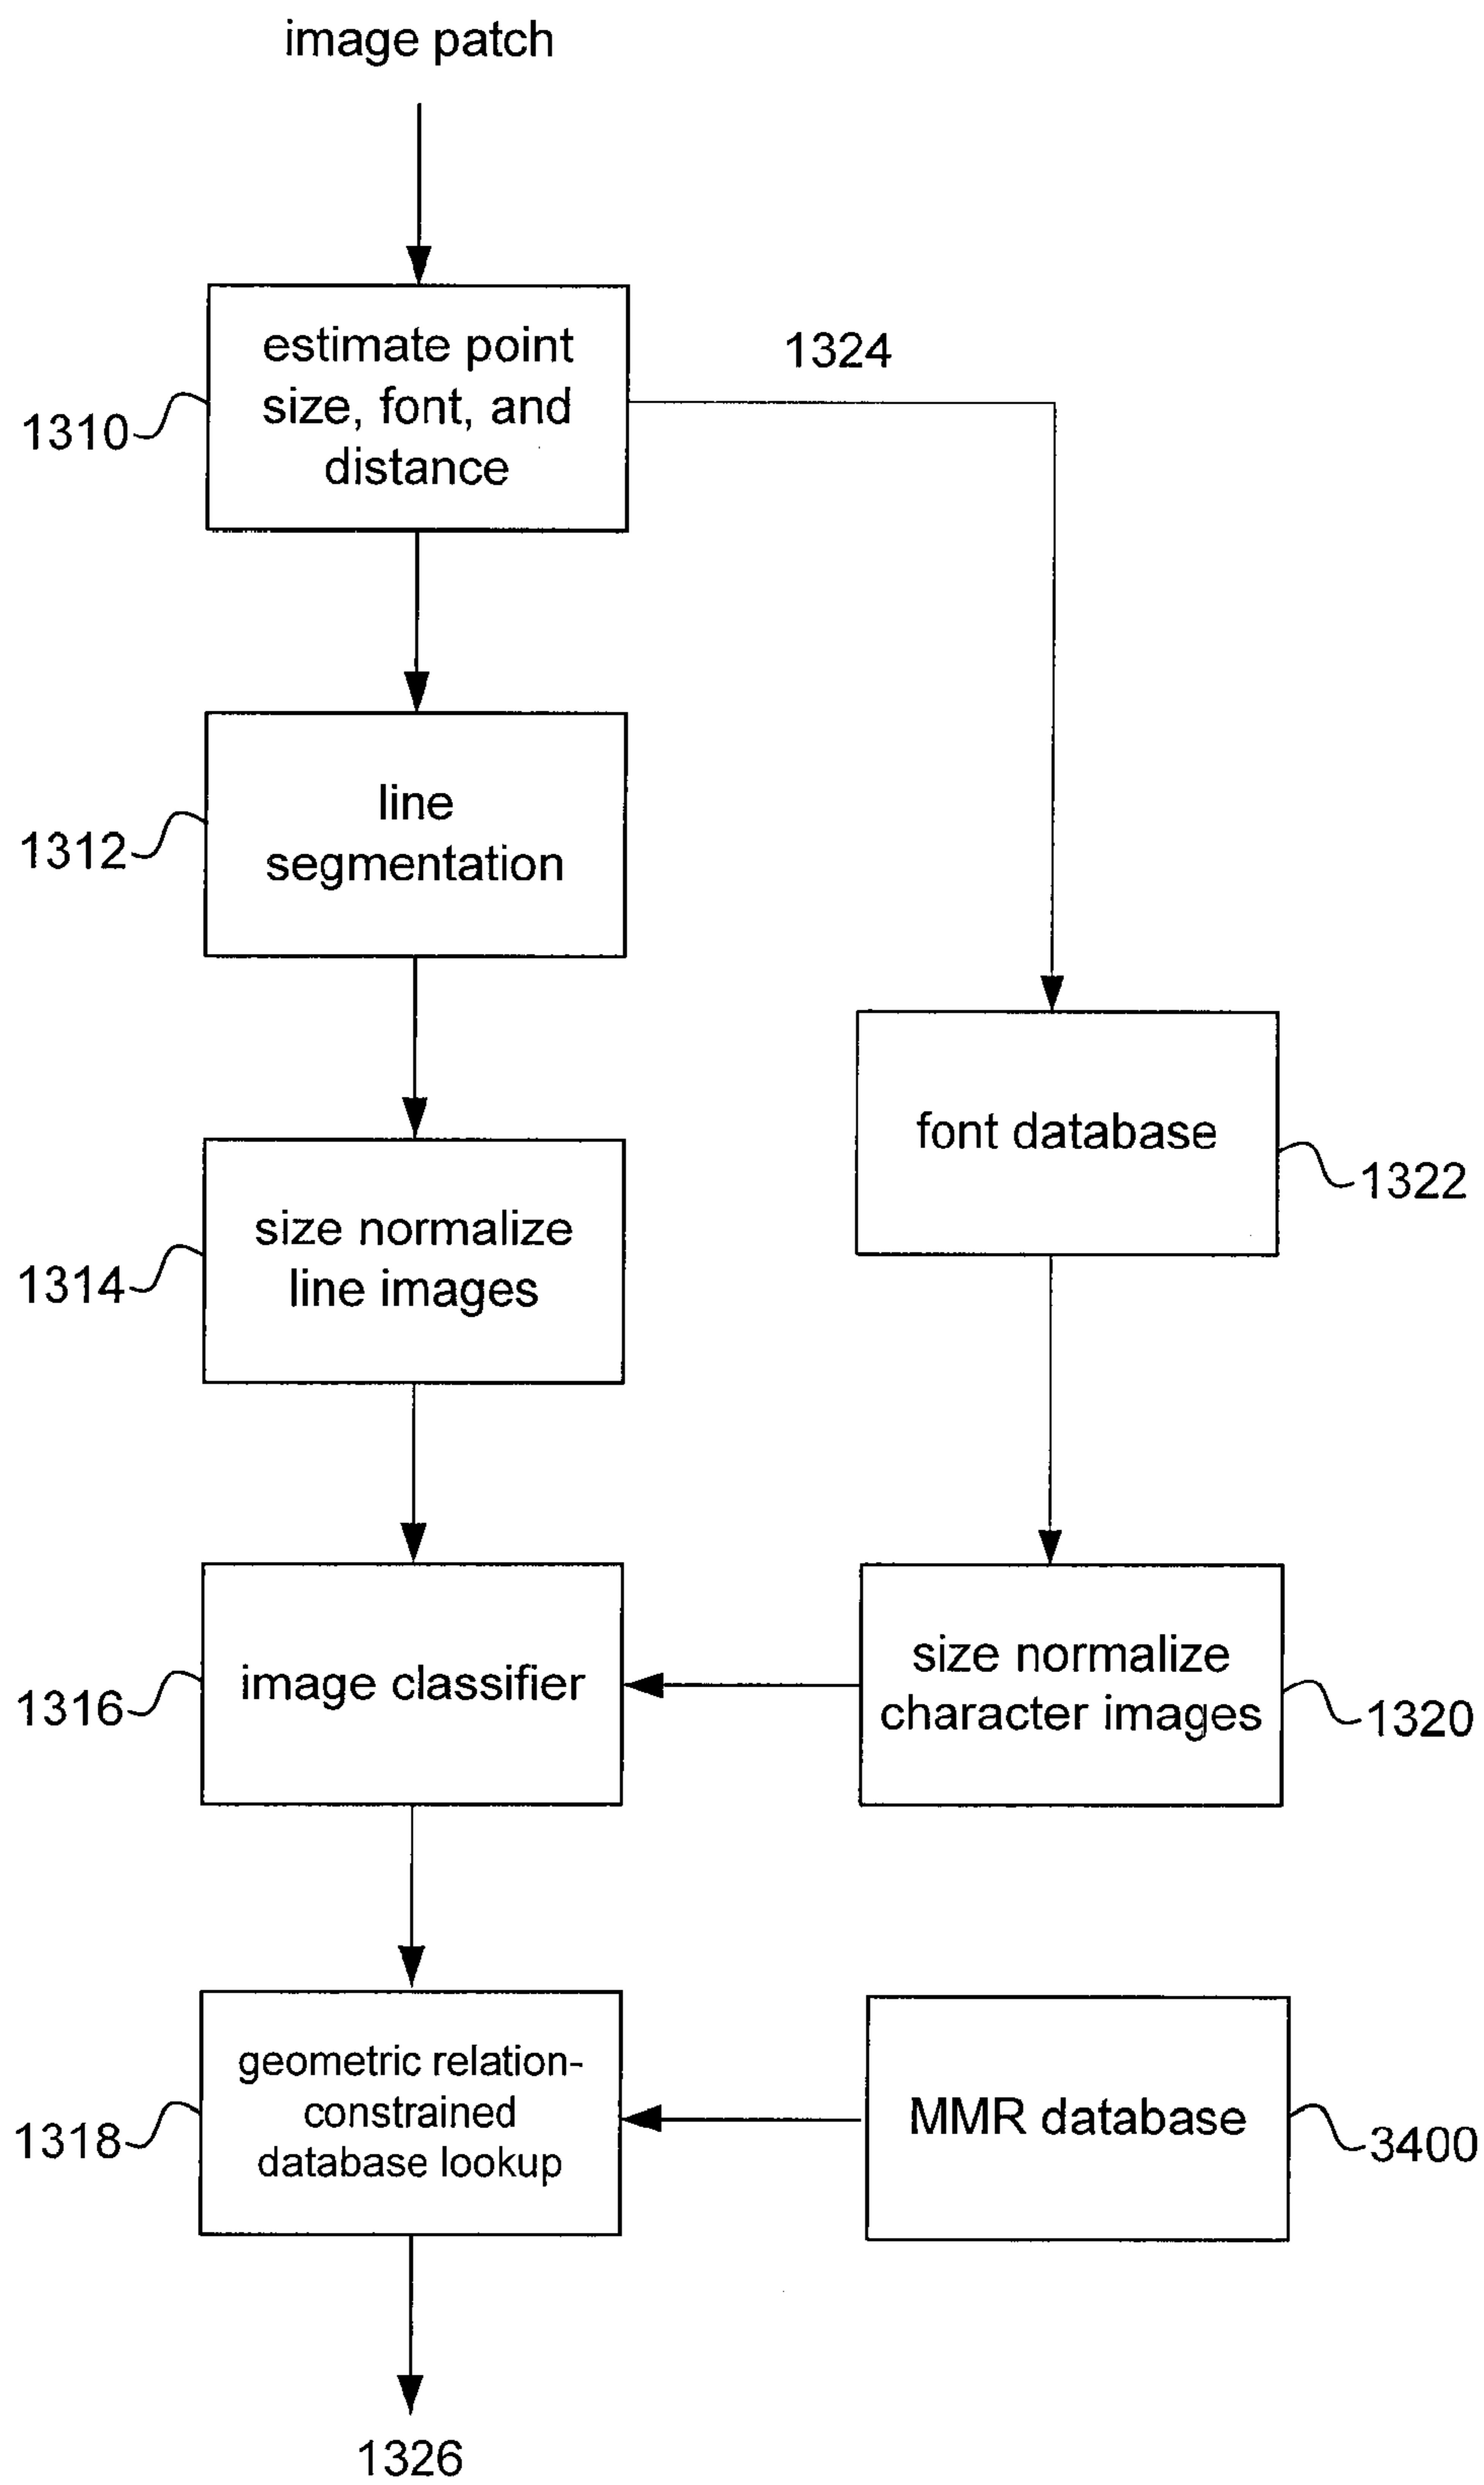 image patch
estimate point
size, font, and
distance
1324
1310
line
segmentation
1312
font database
1322
size normalize
line images
1314
image classifier
1316
size normalize
character images
1320
geometric relation-
constrained
database lookup
1318
MMR database
3400
1326